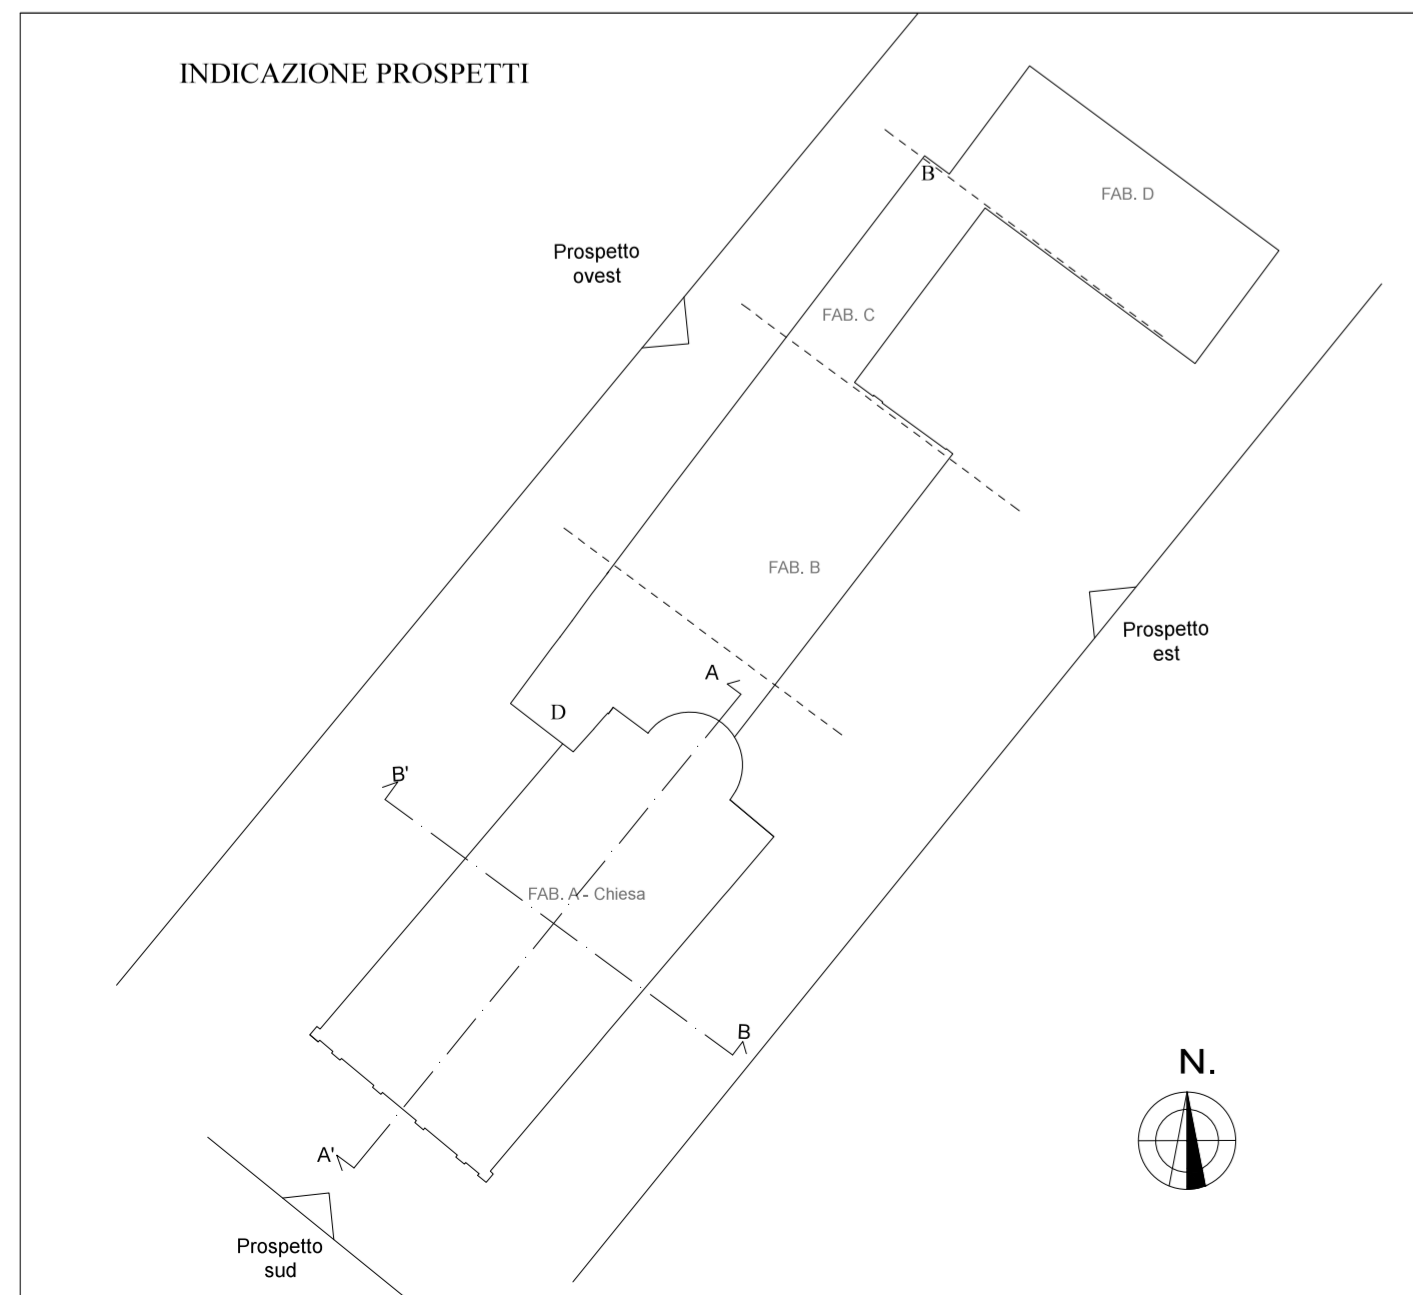 INDICAZIONE PROSPETTI
B
FAB. D
Prospetto
ovest
FAB. C
FAB. B
Prospetto
est
A
D
B'
FAB. A - Chiesa
B
N.
A'
Prospetto
sud